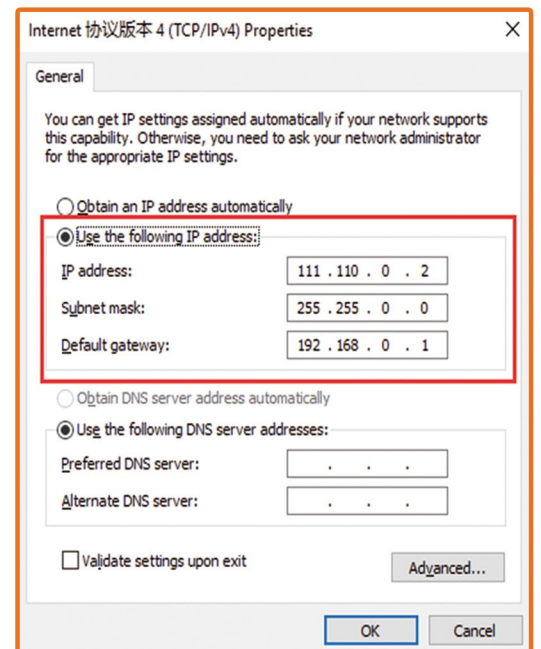 Internet 协议版本 4 (TCP/IPv4) Properties
General
You can get IP settings assigned automatically if your network supports
this capability. Otherwise, you need to ask your network administrator
for the appropriate IP settings.
Obtain an IP address automatically
Use the following IP address:
IP address: 111 . 110 . 0 . 2
Subnet mask: 255 . 255 . 0 . 0
Default gateway: 192 . 168 . 0 . 1
Obtain DNS server address automatically
Use the following DNS server addresses:
Preferred DNS server: . . .
Alternate DNS server: . . .
Validate settings upon exit
Advanced...
OK Cancel